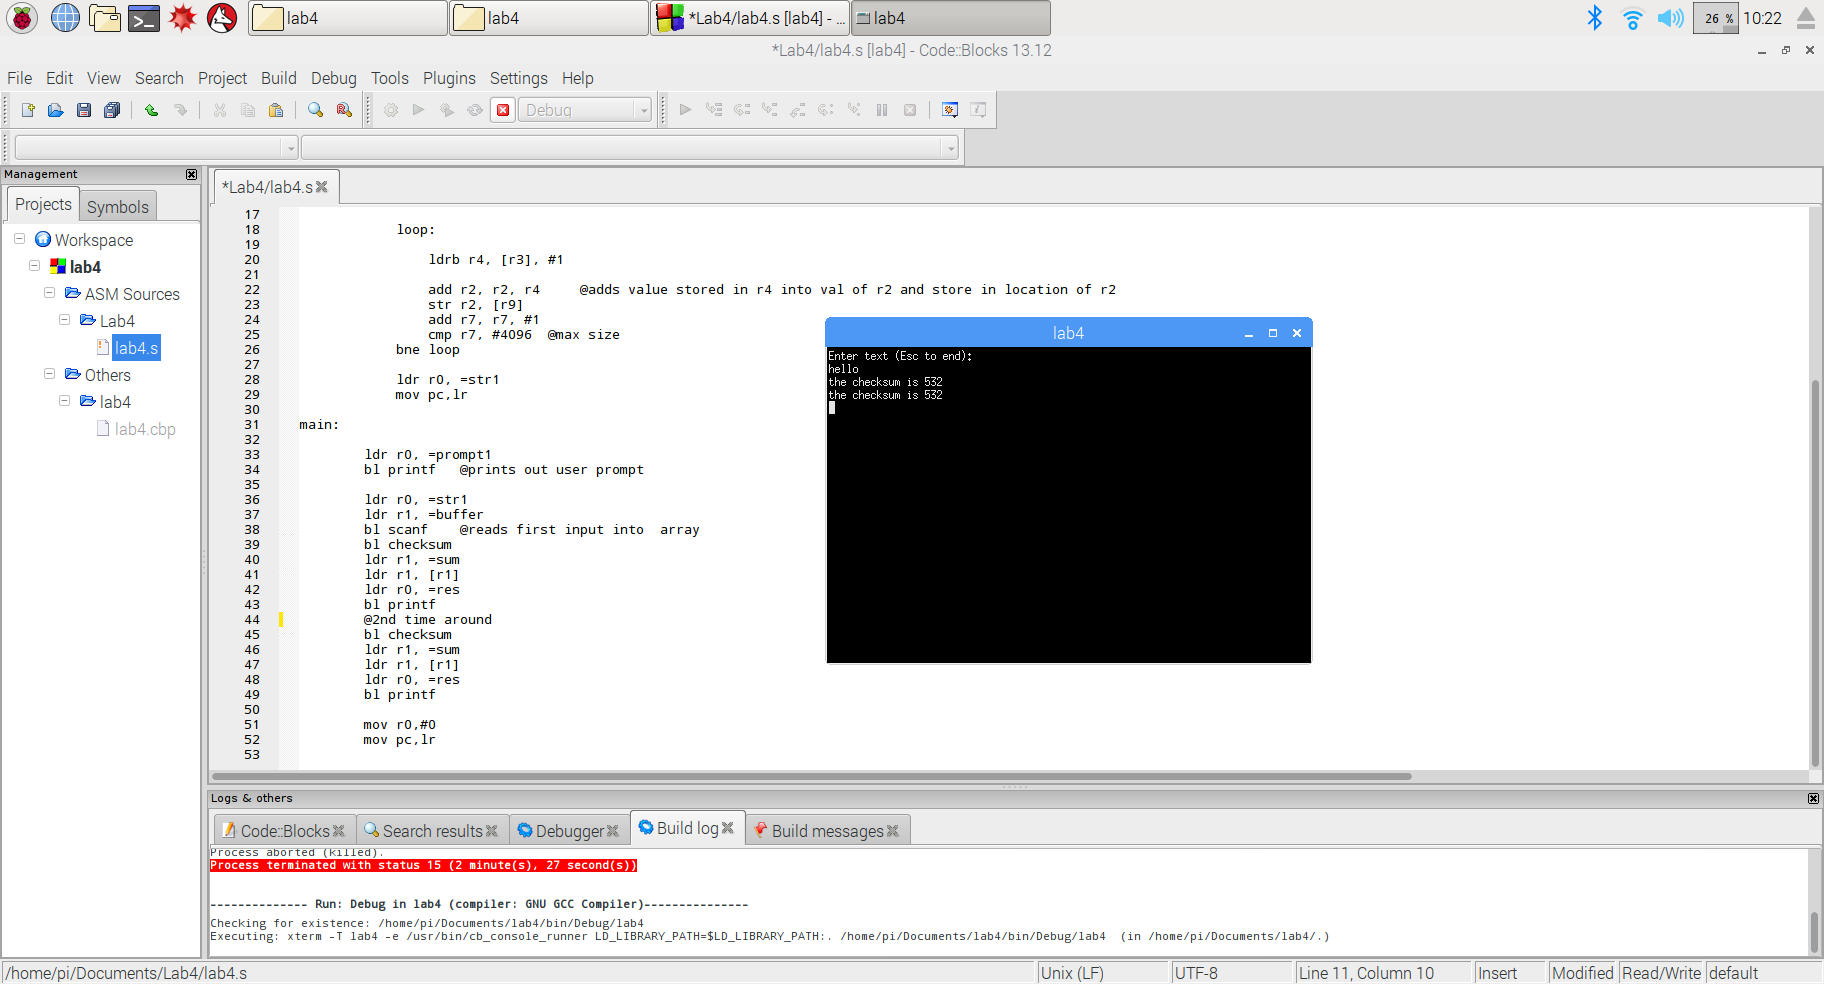 lab4
lab4
*Lab4/lab4.s [lab4] - ...
lab4
26 %
10:22
*Lab4/lab4.s [lab4] - Code::Blocks 13.12
File Edit View Search Project Build Debug Tools Plugins Settings Help
Debug
Management
Projects
Symbols
Workspace
lab4
ASM Sources
Lab4
lab4.s
Others
lab4
lab4.cbp
*Lab4/lab4.s
17
18 loop:
19
20 ldrb r4, [r3], #1
21
22 add r2, r2, r4 @adds value stored in r4 into val of r2 and store in location of r2
23 str r2, [r9]
24 add r7, r7, #1
25 cmp r7, #4096 @max size
26 bne loop
27
28 ldr r0, =str1
29 mov pc,lr
30
31 main:
32
33 ldr r0, =prompt1
34 bl printf @prints out user prompt
35
36 ldr r0, =str1
37 ldr r1, =buffer
38 bl scanf @reads first input into  array
39 bl checksum
40 ldr r1, =sum
41 ldr r1, [r1]
42 ldr r0, =res
43 bl printf
44 @2nd time around
45 bl checksum
46 ldr r1, =sum
47 ldr r1, [r1]
48 ldr r0, =res
49 bl printf
50
51 mov r0,#0
52 mov pc,lr
53
lab4
Enter text (Esc to end):
hello
the checksum is 532
the checksum is 532
Logs & others
Code::Blocks
Search results
Debugger
Build log
Build messages
Process aborted (killed).
Process terminated with status 15 (2 minute(s), 27 second(s))
-------------- Run: Debug in lab4 (compiler: GNU GCC Compiler)---------------
Checking for existence: /home/pi/Documents/lab4/bin/Debug/lab4
Executing: xterm -T lab4 -e /usr/bin/cb_console_runner LD_LIBRARY_PATH=$LD_LIBRARY_PATH:. /home/pi/Documents/lab4/bin/Debug/lab4  (in /home/pi/Documents/lab4/.)
/home/pi/Documents/Lab4/lab4.s
Unix (LF)
UTF-8
Line 11, Column 10
Insert
Modified
Read/Write
default